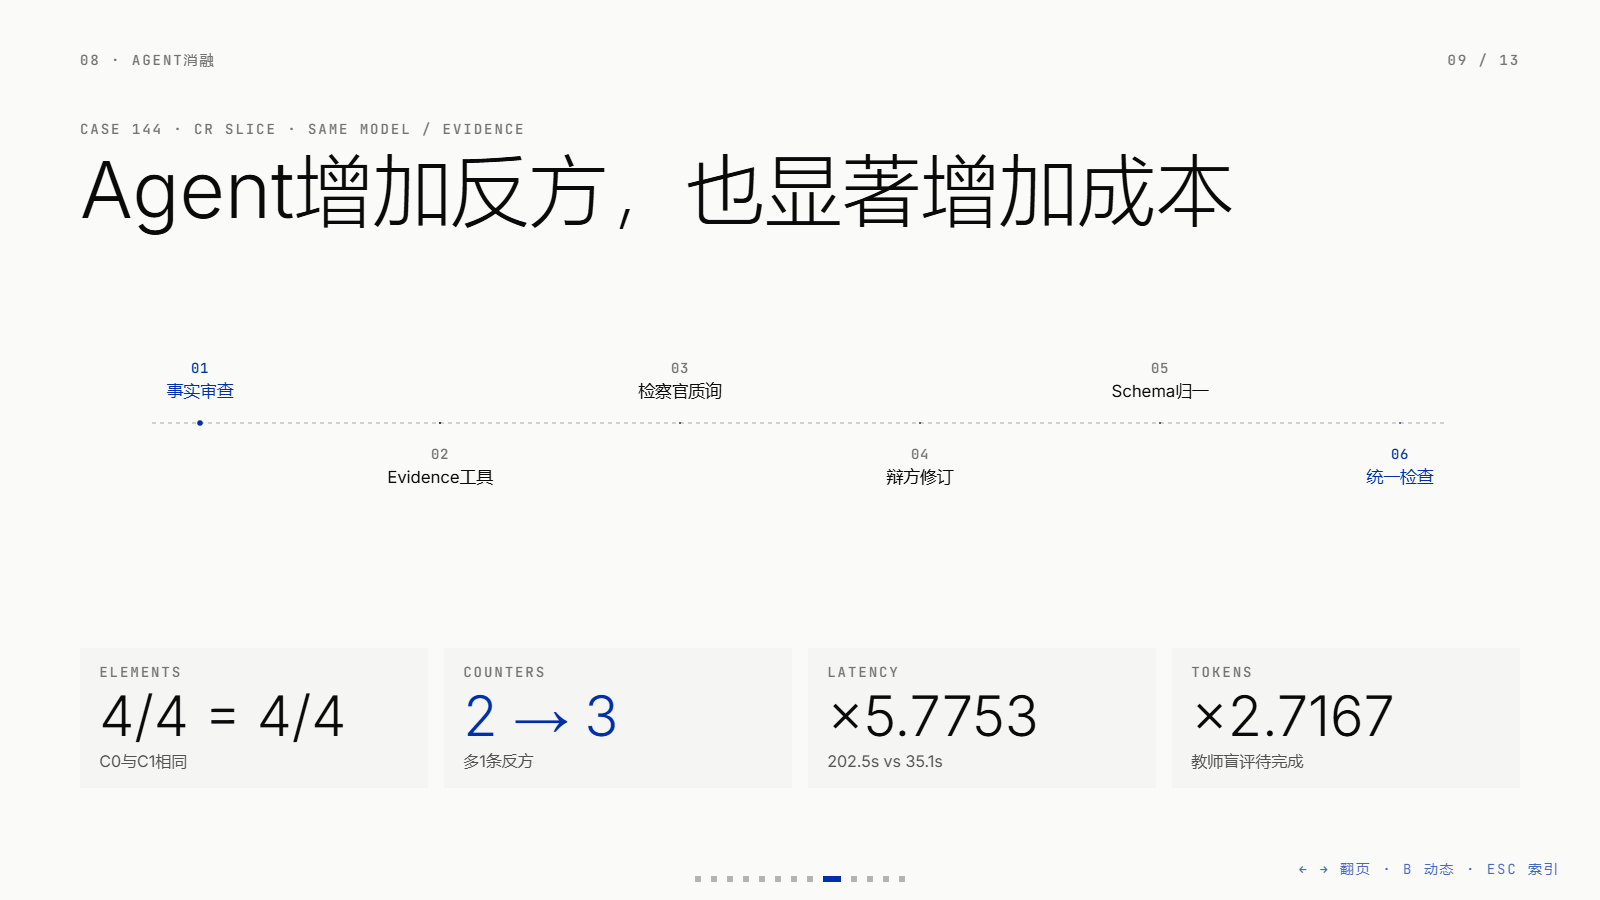 08 · AGENT消融
09 / 13
CASE 144 · CR SLICE · SAME MODEL / EVIDENCE
Agent增加反方，也显著增加成本
01
事实审查
02
Evidence工具
03
检察官质询
04
辩方修订
05
Schema归一
06
统一检查
ELEMENTS
4/4 = 4/4
C0与C1相同
COUNTERS
2 → 3
多1条反方
LATENCY
×5.7753
202.5s vs 35.1s
TOKENS
×2.7167
教师盲评待完成
← → 翻页 · B 动态 · ESC 索引